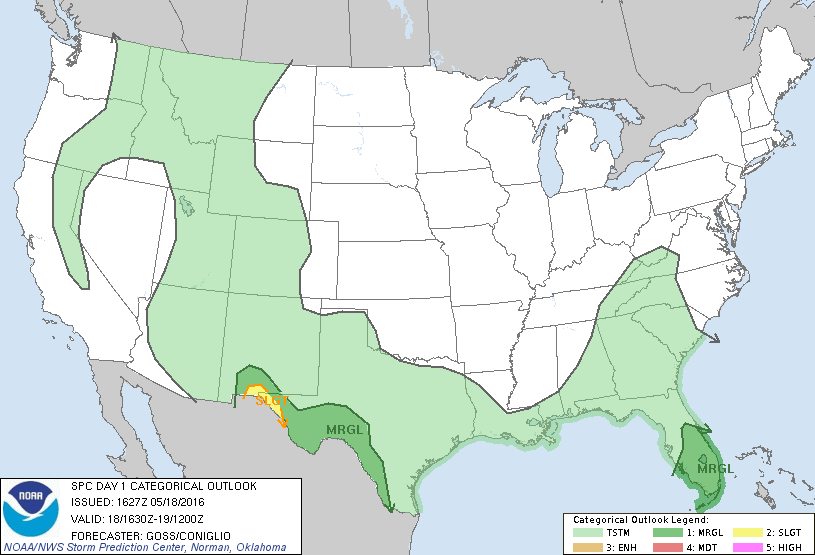 SLGT
MRGL
MRGL
NOAA
SPC DAY 1 CATEGORICAL OUTLOOK
ISSUED: 1627Z 05/18/2016
VALID: 18/1630Z-19/1200Z
FORECASTER: GOSS/CONIGLIO
NOAA/NWS Storm Prediction Center, Norman, Oklahoma
Categorical Outlook Legend:
TSTM 1: MRGL 2: SLGT
3: ENH 4: MDT 5: HIGH